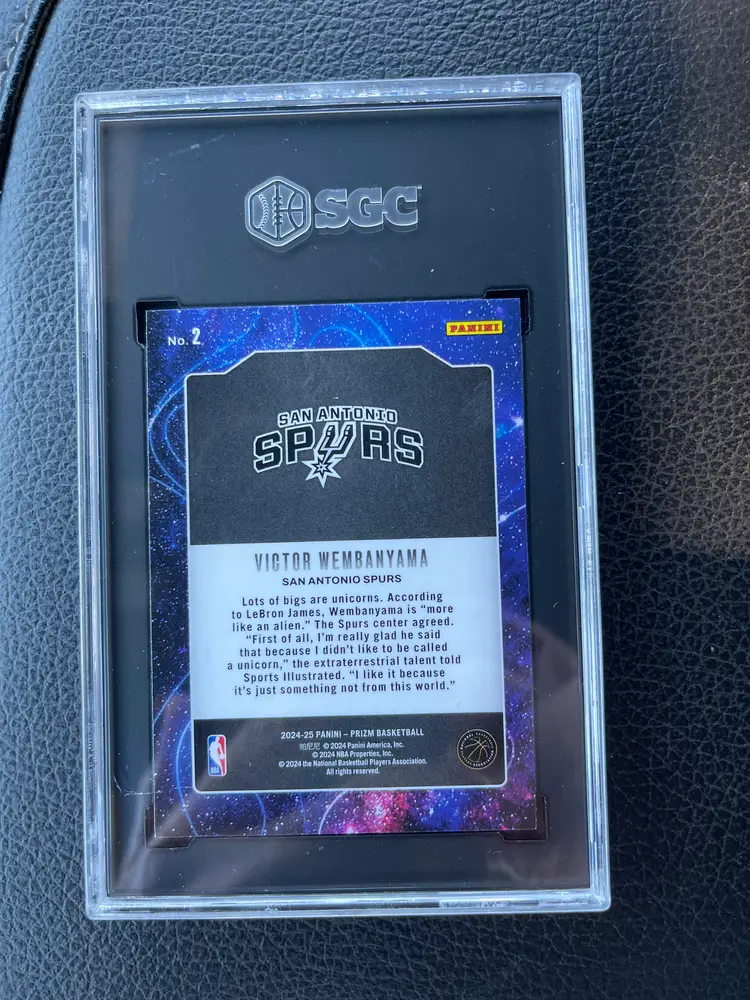 SGC
No. 2
PANINI
SAN ANTONIO
SPURS
VICTOR WEMBANYAMA
SAN ANTONIO SPURS
Lots of bigs are unicorns. According
to LeBron James, Wembanyama is “more
like an alien.” The Spurs center agreed.
“First of all, I'm really glad he said
that because I didn't like to be called
a unicorn,” the extraterrestrial talent told
Sports Illustrated. “I like it because
it's just something not from this world.”
2024-25 PANINI – PRIZM BASKETBALL
帕尼尼 © 2024 Panini America, Inc.
© 2024 NBA Properties, Inc.
© 2024 the National Basketball Players Association.
All rights reserved.
NBA